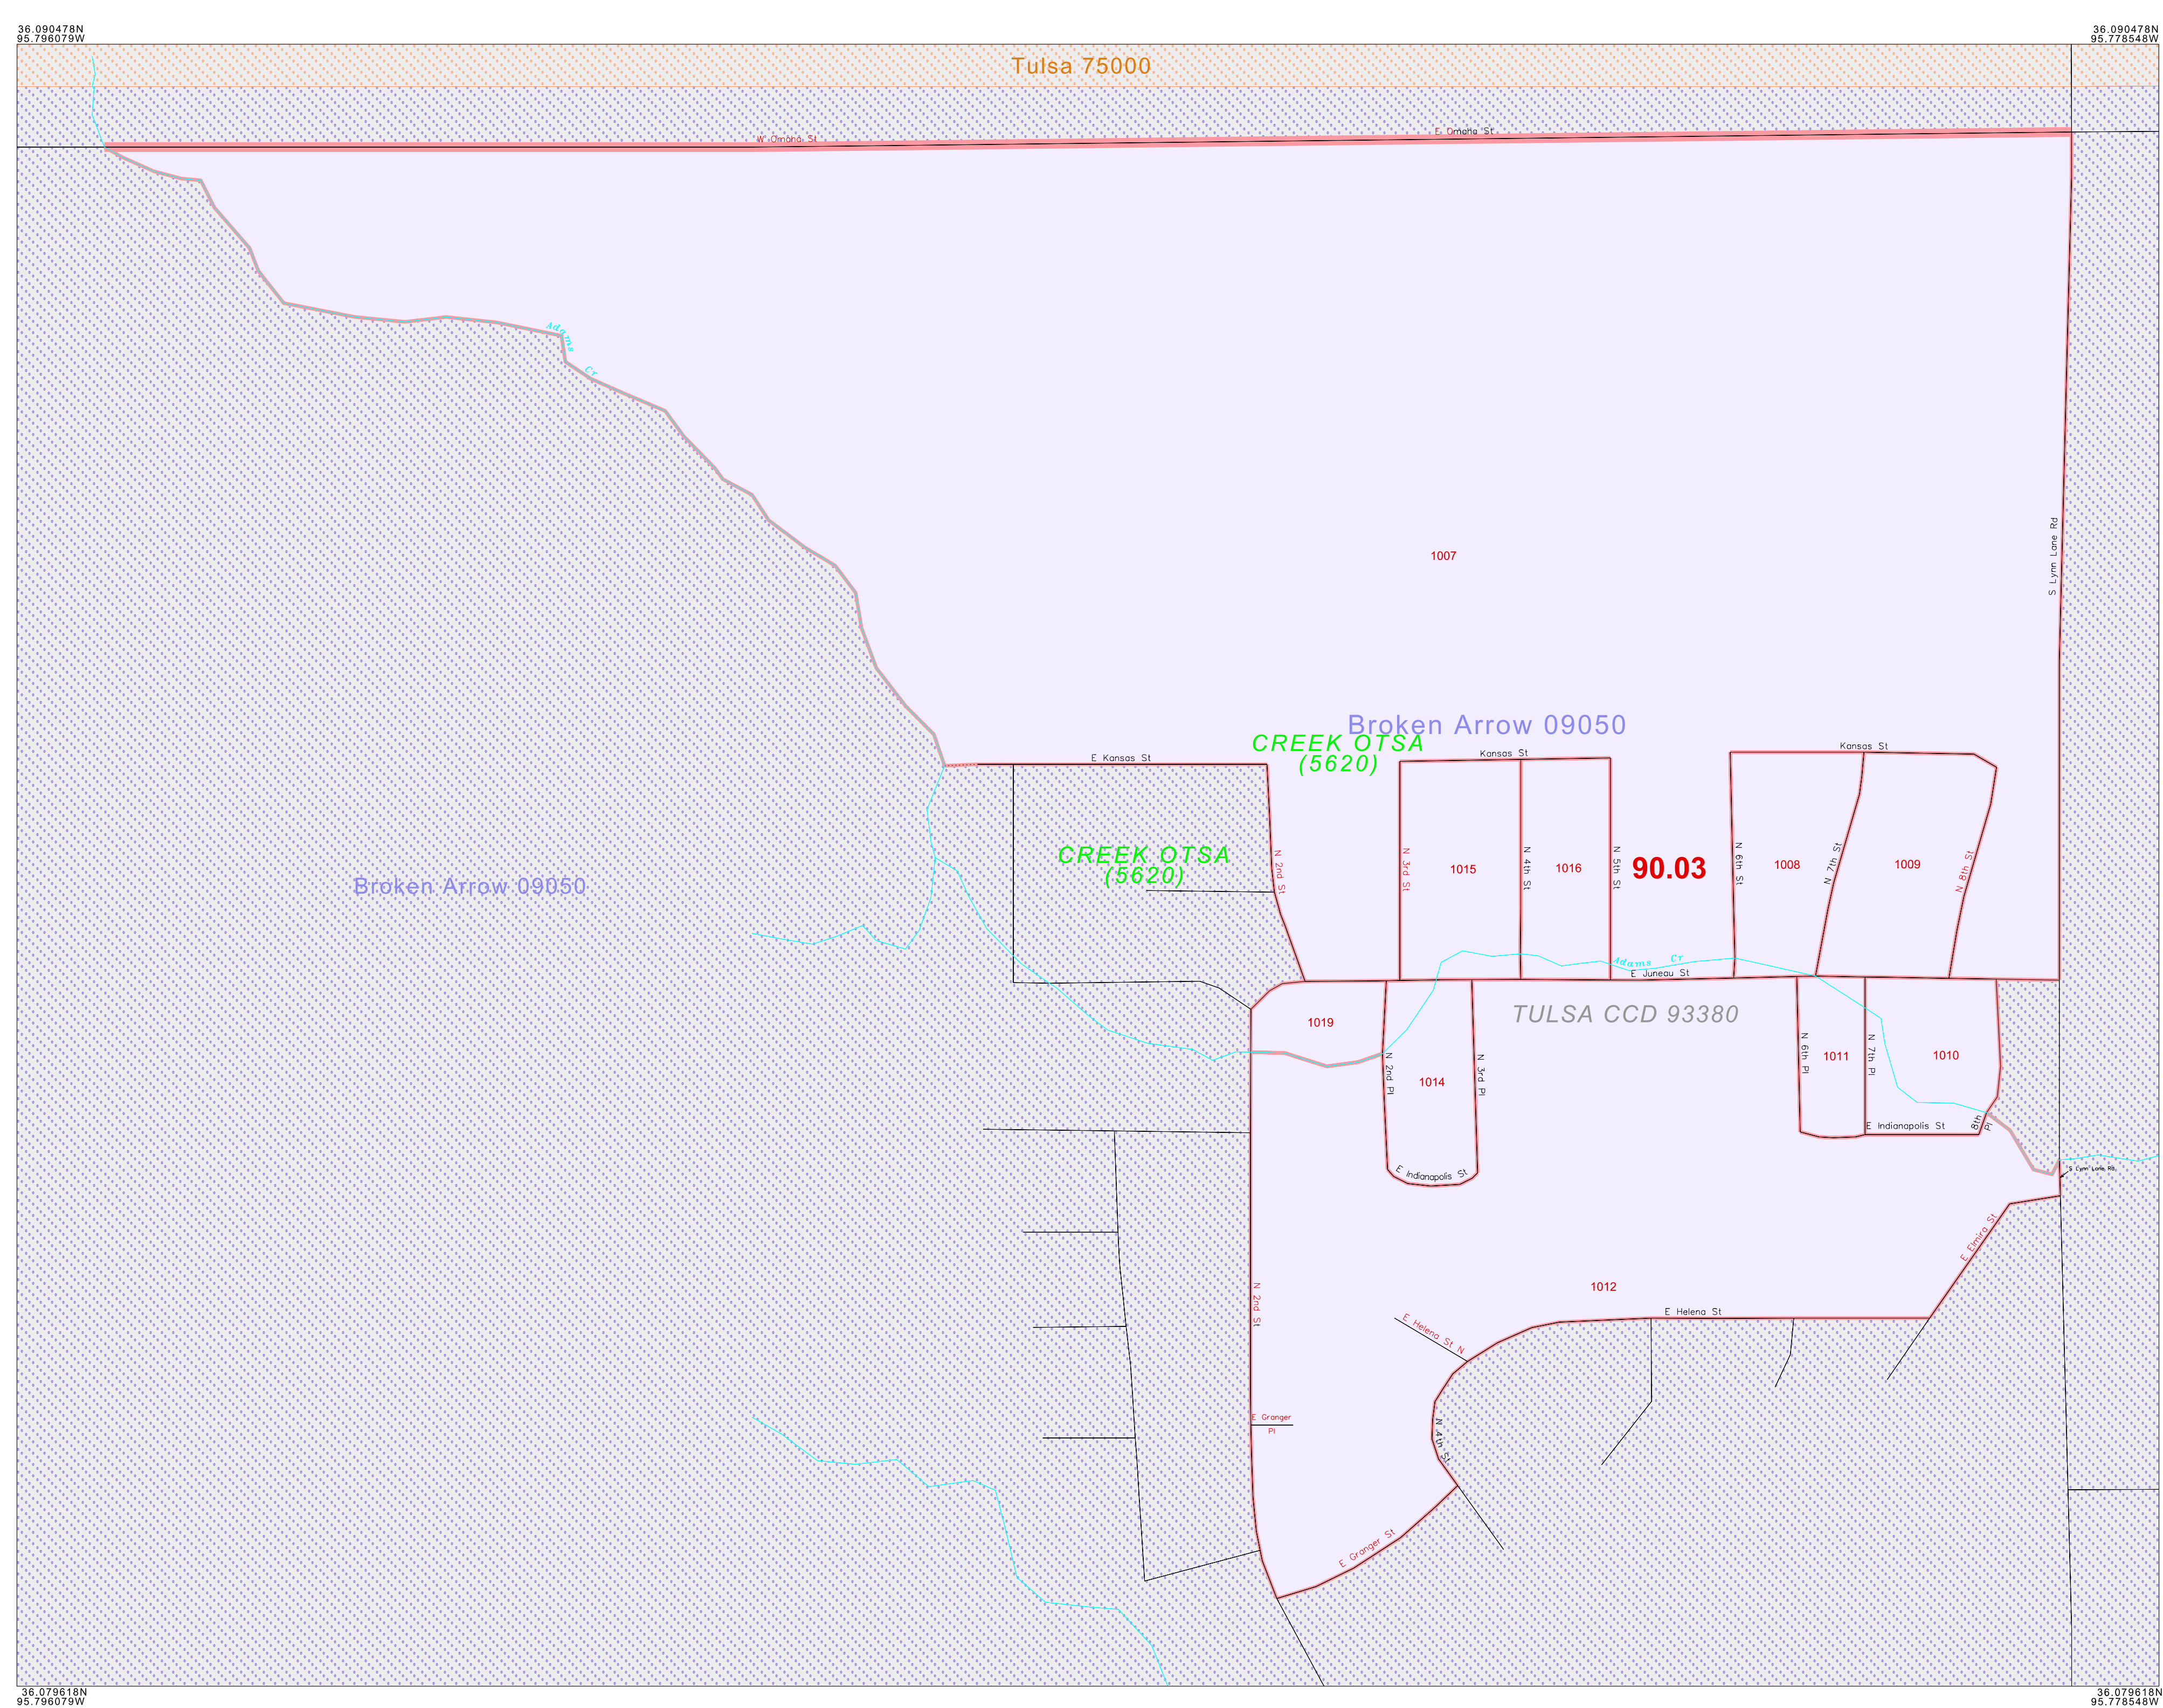 36.090478N
95.796079W
36.090478N
95.778548W
Tulsa 75000
W Omaha St
E Omaha St
Adams
Cr
S Lynn Lane Rd
1007
Broken Arrow 09050
CREEK OTSA
(5620)
E Kansas St
Kansas St
Kansas St
N 2nd St
N 3rd St
1015
N 4th St
1016
N 5th St
90.03
N 6th St
1008
N 7th St
1009
N 8th St
CREEK OTSA
(5620)
Broken Arrow 09050
Adams Cr
E Juneau St
TULSA CCD 93380
1019
N 2nd Pl
1014
N 3rd Pl
N 6th Pl
1011
N 7th Pl
1010
E Indianapolis St
8th
Pl
E Indianapolis St
S Lynn Lane Rd
E Elmira St
1012
N 2nd St
E Helena St
E Helena St N
E Granger
Pl
N 4th St
E Granger St
36.079618N
95.796079W
36.079618N
95.778548W